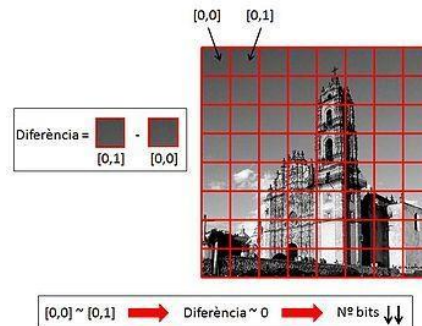 [0,0] [0,1]
Diferència = -
[0,1] [0,0]
[0,0] ~ [0,1] Diferència ~ 0 Nº bits ↓↓